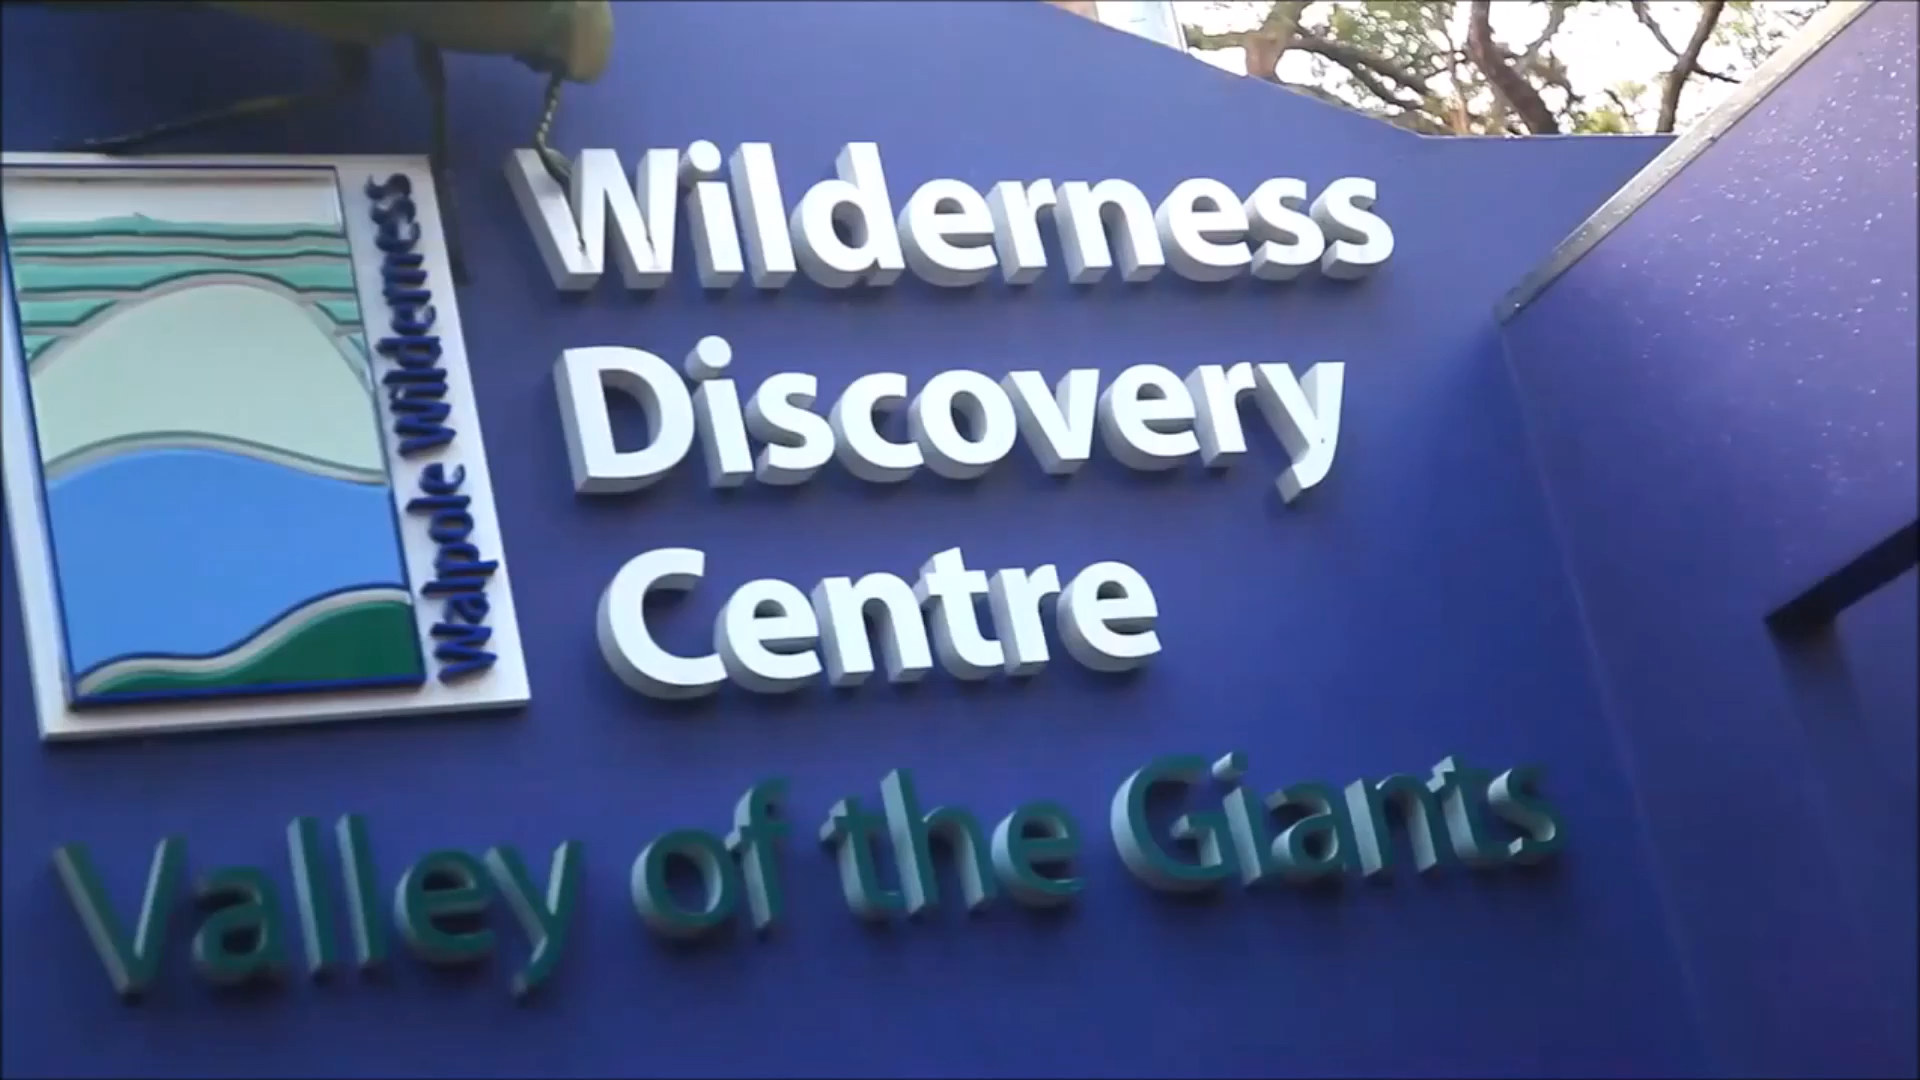 Walpole Wilderness
Wilderness
Discovery
Centre
Valley of the Giants